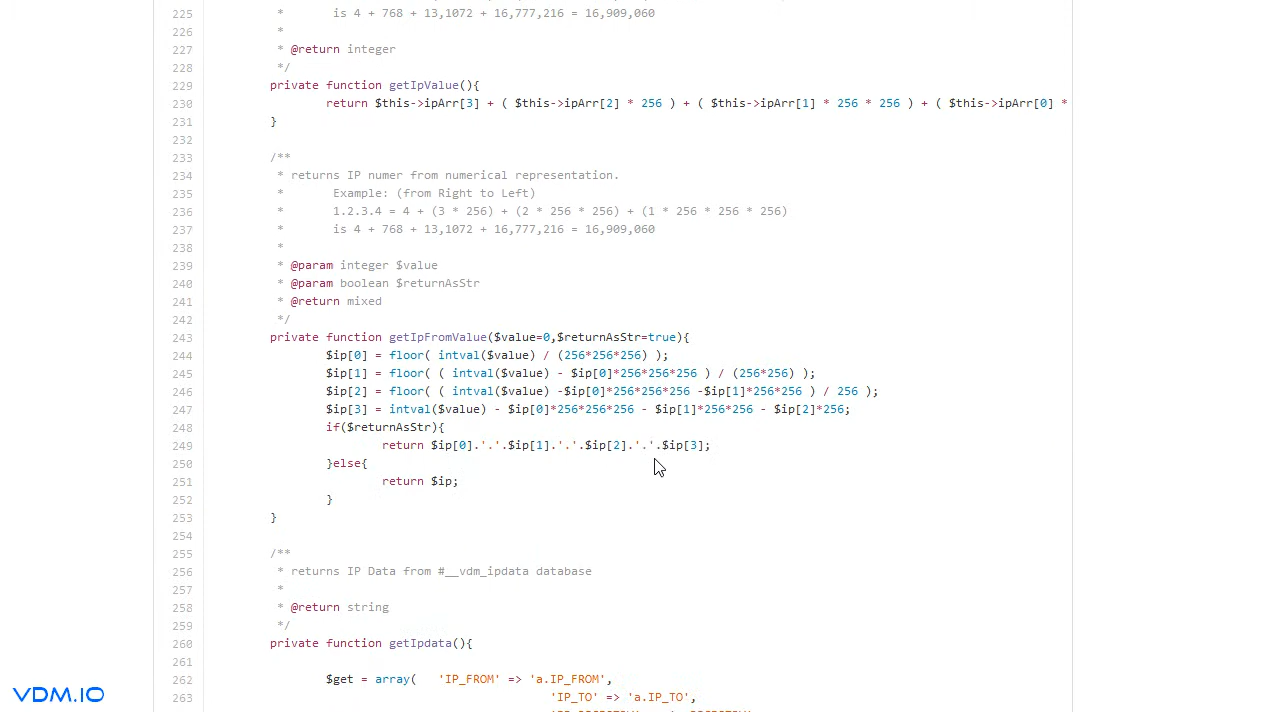 225 * is 4 + 768 + 13,1072 + 16,777,216 = 16,909,060
226 *
227 * @return integer
228 */
229 private function getIpValue(){
230 return $this->ipArr[3] + ( $this->ipArr[2] * 256 ) + ( $this->ipArr[1] * 256 * 256 ) + ( $this->ipArr[0] *
231 }
232
233 /**
234 * returns IP numer from numerical representation.
235 * Example: (from Right to Left)
236 * 1.2.3.4 = 4 + (3 * 256) + (2 * 256 * 256) + (1 * 256 * 256 * 256)
237 * is 4 + 768 + 13,1072 + 16,777,216 = 16,909,060
238 *
239 * @param integer $value
240 * @param boolean $returnAsStr
241 * @return mixed
242 */
243 private function getIpFromValue($value=0,$returnAsStr=true){
244 $ip[0] = floor( intval($value) / (256*256*256) );
245 $ip[1] = floor( ( intval($value) - $ip[0]*256*256*256 ) / (256*256) );
246 $ip[2] = floor( ( intval($value) -$ip[0]*256*256*256 -$ip[1]*256*256 ) / 256 );
247 $ip[3] = intval($value) - $ip[0]*256*256*256 - $ip[1]*256*256 - $ip[2]*256;
248 if($returnAsStr){
249 return $ip[0].'.'.$ip[1].'.'.$ip[2].'.'.$ip[3];
250 }else{
251 return $ip;
252 }
253 }
254
255 /**
256 * returns IP Data from #__vdm_ipdata database
257 *
258 * @return string
259 */
260 private function getIpdata(){
261
262 $get = array( 'IP_FROM' => 'a.IP_FROM',
263 'IP_TO' => 'a.IP_TO',
VDM.IO